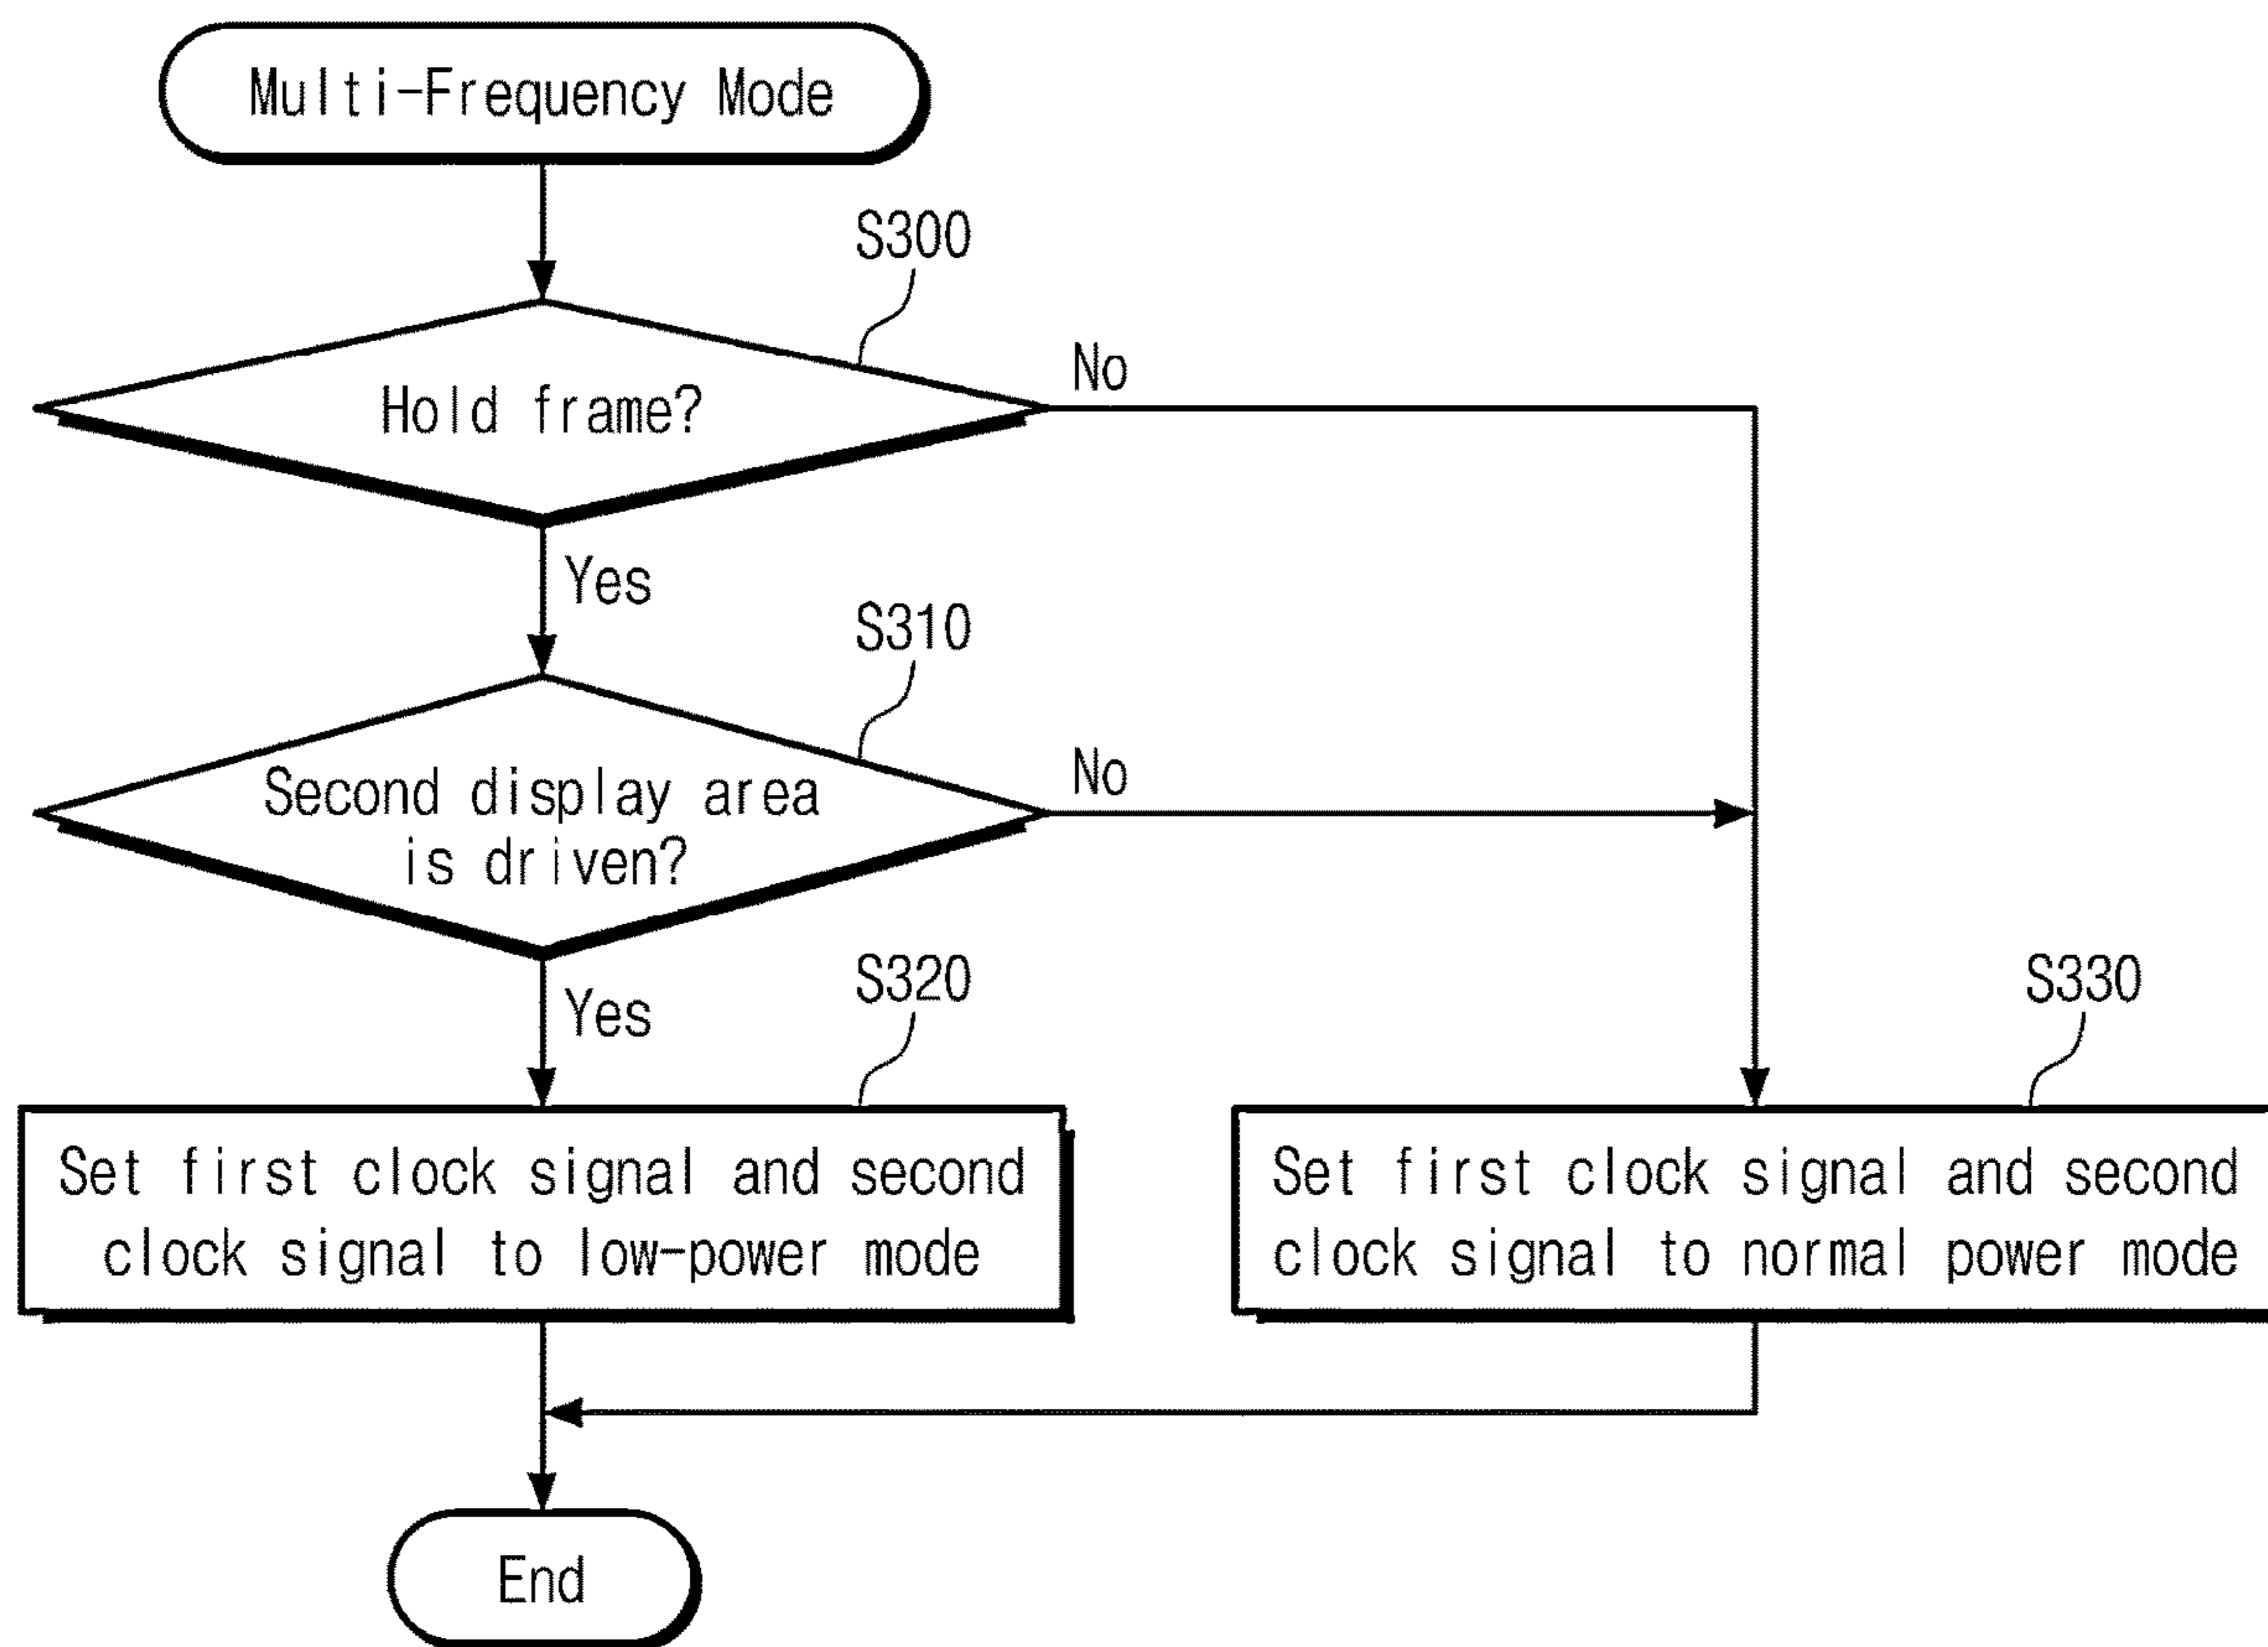 Multi-Frequency Mode
S300
Hold frame?
No
Yes
S310
Second display area
is driven?
No
Yes
S320
Set first clock signal and second
clock signal to low-power mode
S330
Set first clock signal and second
clock signal to normal power mode
End